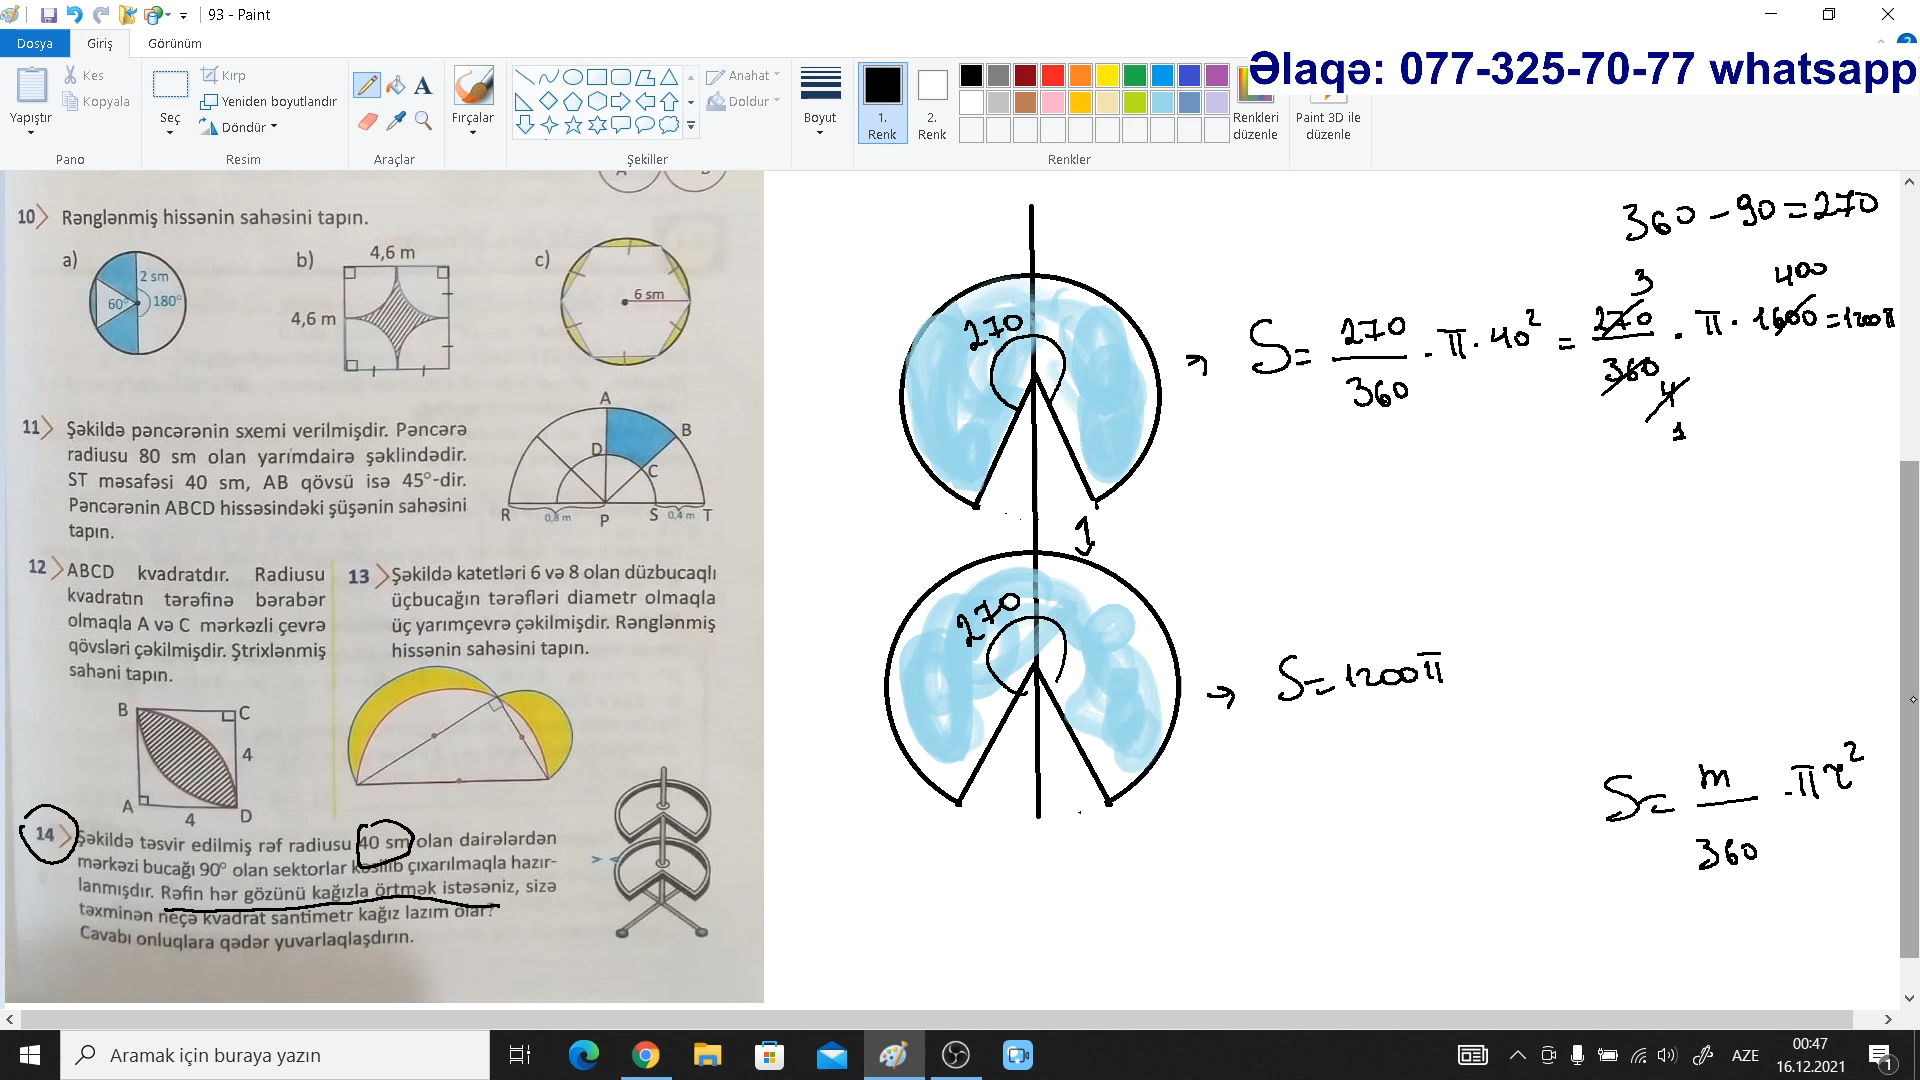 93 - Paint
Dosya
Giriş
Görünüm
Əlaqə: 077-325-70-77 whatsapp
Yapıştır
Kes
Kopyala
Pano
Seç
Kırp
Yeniden boyutlandır
Döndür
Resim
A
Araçlar
Fırçalar
Anahat
Doldur
Şekiller
Boyut
1.
Renk
2.
Renk
Renkleri
düzenle
Renkler
Paint 3D ile
düzenle
10 Rənglənmiş hissənin sahəsini tapın.
a)
2 sm
60°
180°
b)
4,6 m
4,6 m
c)
6 sm
11 Şəkildə pəncərənin sxemi verilmişdir. Pəncərə
radiusu 80 sm olan yarımdairə şəklindədir.
ST məsafəsi 40 sm, AB qövsü isə 45°-dir.
Pəncərənin ABCD hissəsindəki şüşənin sahəsini
tapın.
A
B
D
C
R
0,8 m
P
S
0,4 m
T
12 ABCD kvadratdır. Radiusu
kvadratın tərəfinə bərabər
olmaqla A və C mərkəzli çevrə
qövsləri çəkilmişdir. Ştrixlənmiş
sahəni tapın.
B
C
4
A
4
D
13 Şəkildə katetləri 6 və 8 olan düzbucaqlı
üçbucağın tərəfləri diametr olmaqla
üç yarımçevrə çəkilmişdir. Rənglənmiş
hissənin sahəsini tapın.
14 Şəkildə təsvir edilmiş rəf radiusu 40 sm olan dairələrdən
mərkəzi bucağı 90° olan sektorlar kəsilib çıxarılmaqla hazır-
lanmışdır. Rəfin hər gözünü kağızla örtmək istəsəniz, sizə
təxminən neçə kvadrat santimetr kağız lazım olar?
Cavabı onluqlara qədər yuvarlaqlaşdırın.
360 - 90 = 270
270
S = 270/360 · π · 40² = 270/360 · π · 1600 = 1200π
3
400
4
1
270
S = 1200π
S = m/360 · πr²
Aramak için buraya yazın
AZE
00:47
16.12.2021
1